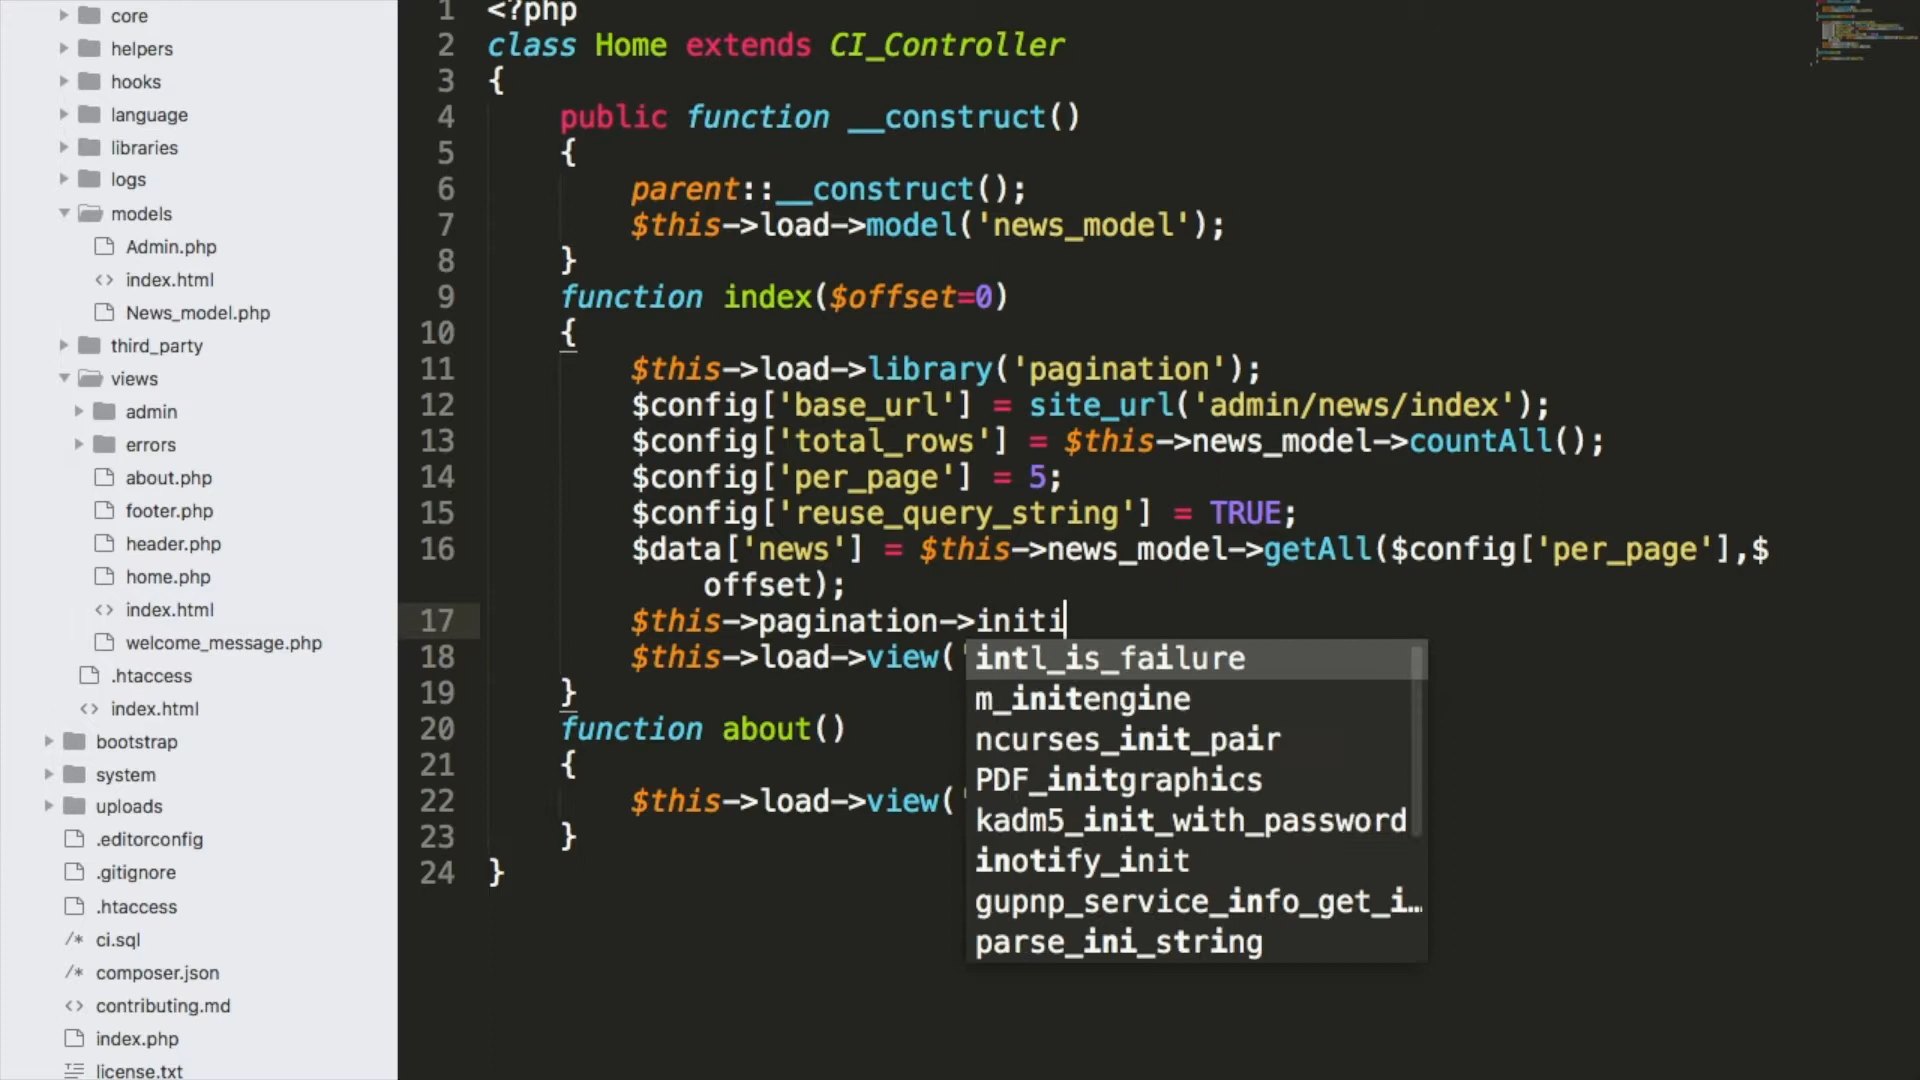 core
helpers
hooks
language
libraries
logs
models
Admin.php
index.html
News_model.php
third_party
views
admin
errors
about.php
footer.php
header.php
home.php
index.html
welcome_message.php
.htaccess
index.html
bootstrap
system
uploads
.editorconfig
.gitignore
.htaccess
/* ci.sql
/* composer.json
<> contributing.md
index.php
license.txt
1 <?php
2 class Home extends CI_Controller
3 {
4 public function __construct()
5 {
6 parent::__construct();
7 $this->load->model('news_model');
8 }
9 function index($offset=0)
10 {
11 $this->load->library('pagination');
12 $config['base_url'] = site_url('admin/news/index');
13 $config['total_rows'] = $this->news_model->countAll();
14 $config['per_page'] = 5;
15 $config['reuse_query_string'] = TRUE;
16 $data['news'] = $this->news_model->getAll($config['per_page'],$
offset);
17 $this->pagination->initi
18 $this->load->view('
19 }
20 function about()
21 {
22 $this->load->view('
23 }
24 }
intl_is_failure
m_initengine
ncurses_init_pair
PDF_initgraphics
kadm5_init_with_password
inotify_init
gupnp_service_info_get_i…
parse_ini_string